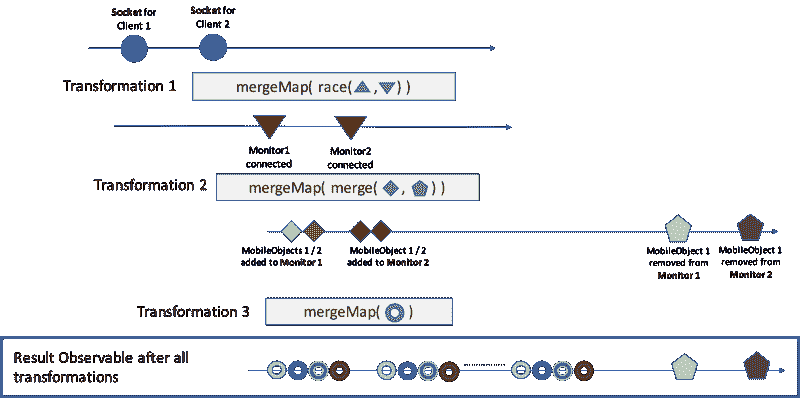 Socket for
Client 1
Socket for
Client 2
Transformation 1
mergeMap( race( , ) )
Monitor1
connected
Monitor2
connected
Transformation 2
mergeMap( merge( , ) )
MobileObjects 1 / 2
added to Monitor 1
MobileObject 1 / 2
added to Monitor 2
MobileObject 1
removed from
Monitor 1
MobileObject 1
removed from
Monitor 2
Transformation 3
mergeMap( )
Result Observable after all
transformations